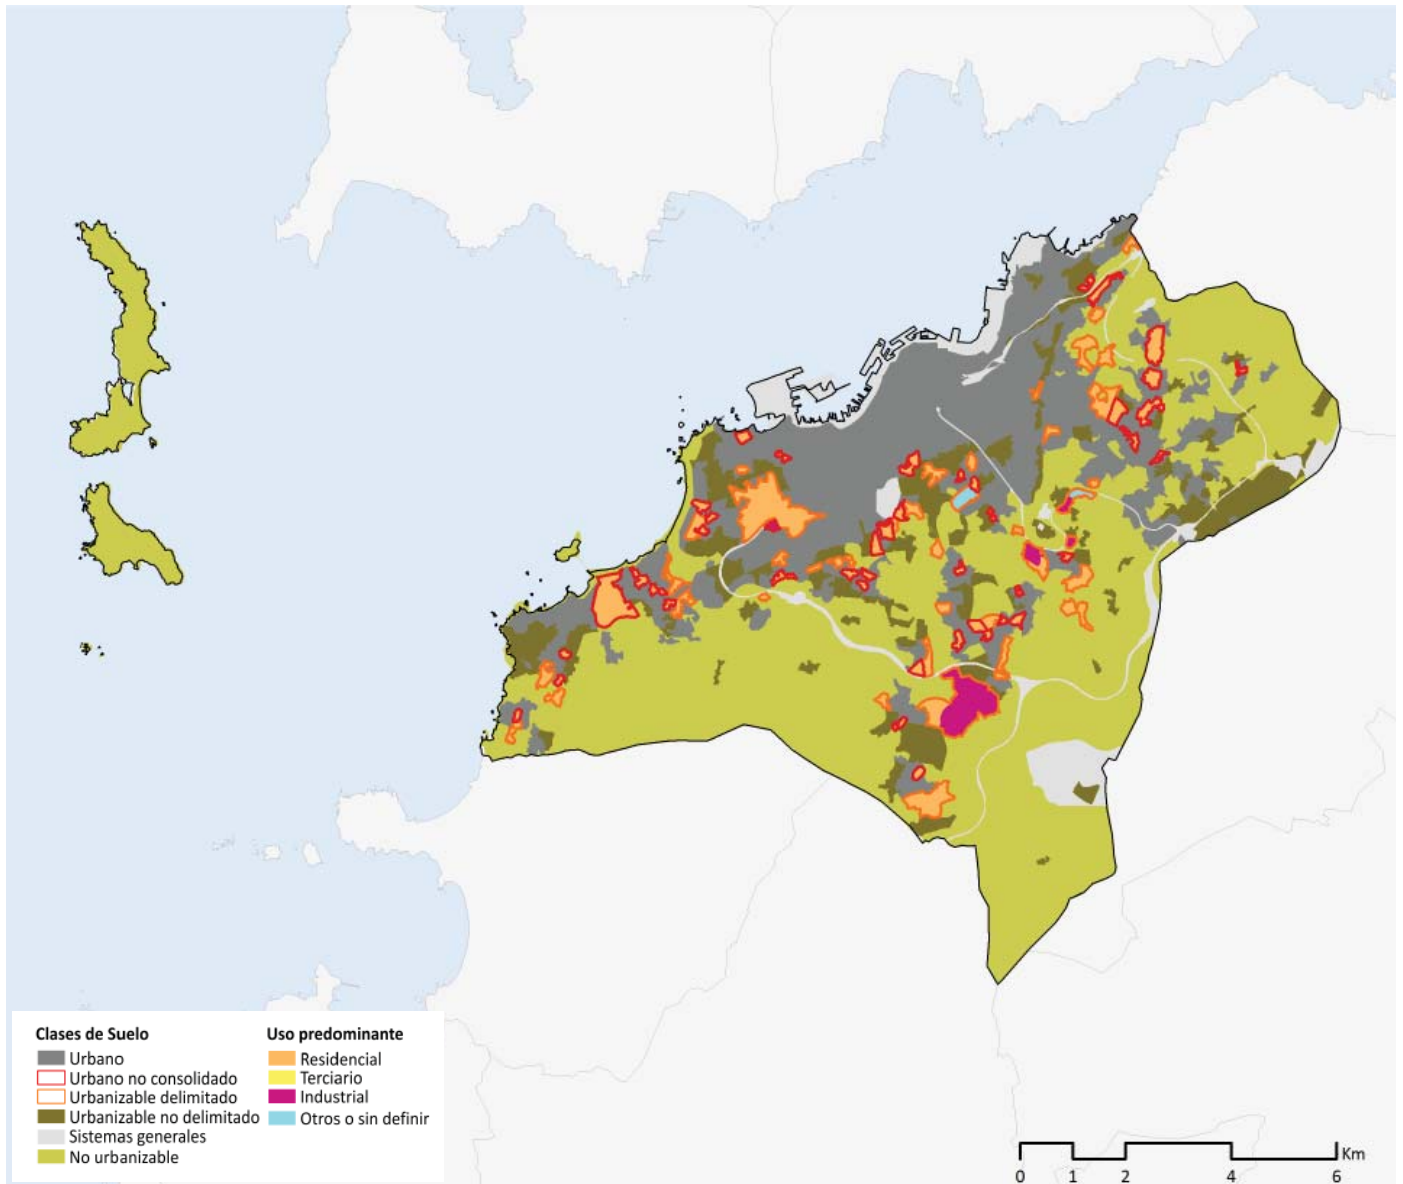 Clases de Suelo
Urbano
Urbano no consolidado
Urbanizable delimitado
Urbanizable no delimitado
Sistemas generales
No urbanizable
Uso predominante
Residencial
Terciario
Industrial
Otros o sin definir
Km
0 1 2 4 6